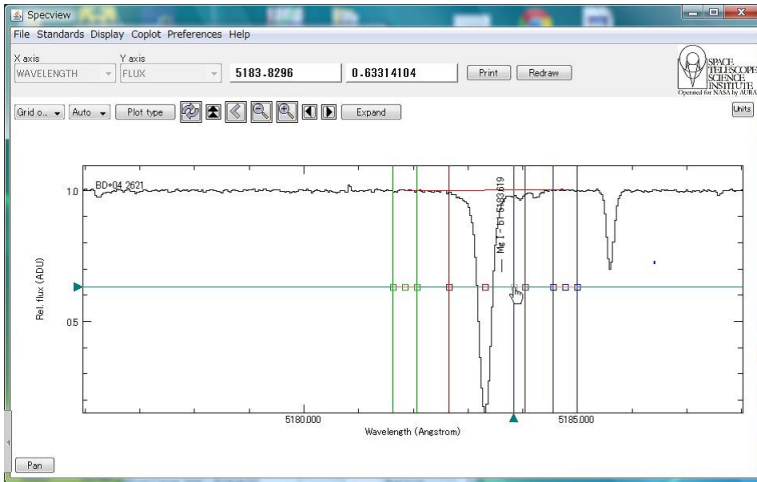 Specview
File Standards Display Coplot Preferences Help
X axis
Y axis
WAVELENGTH
FLUX
5183.8296
0.63314104
Print
Redraw
SPACE
TELESCOPE
SCIENCE
INSTITUTE
Operated for NASA by AURA
Grid o...
Auto
Plot type
Expand
Units
BD+04 2621
Mg I - b1 5183.619
1.0
0.5
Rel. flux (ADU)
5180.000
5185.000
Wavelength (Angstrom)
Pan